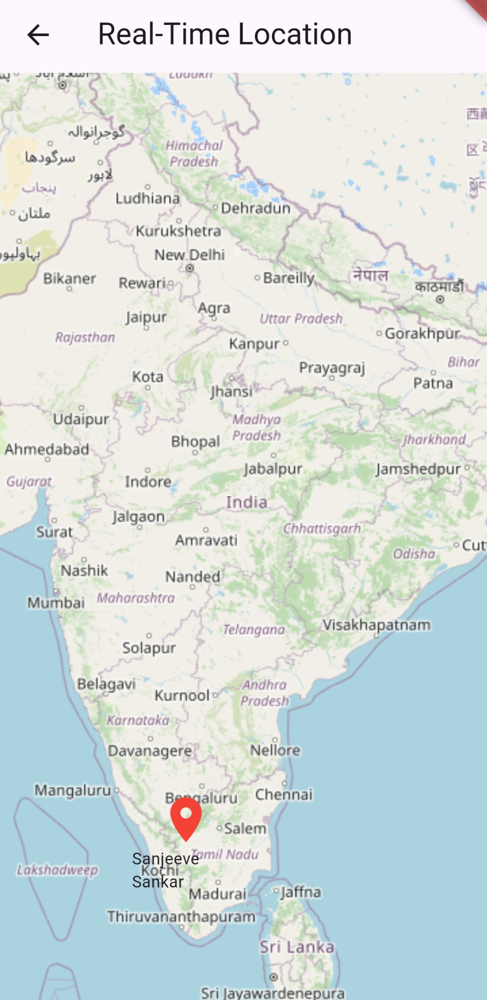 Real-Time Location
Ladakh
اسلام آباد
گوجرانوالہ
سرگودھا
لاہور
پنجاب
ملتان
بہاولپور
Himachal
Pradesh
Ludhiana
Dehradun
Kurukshetra
New Delhi
Bikaner
Rewari
Bareilly
नेपाल
काठमाडौं
Jaipur
Agra
Uttar Pradesh
Rajasthan
Kanpur
Gorakhpur
Bihar
Kota
Prayagraj
Patna
Jhansi
Udaipur
Madhya
Pradesh
Bhopal
Jharkhand
Ahmedabad
Jabalpur
Jamshedpur
Gujarat
Indore
India
Jalgaon
Surat
Chhattisgarh
Amravati
Cut
Odisha
Nashik
Nanded
Mumbai
Maharashtra
Visakhapatnam
Telangana
Solapur
Belagavi
Kurnool
Andhra
Pradesh
Karnataka
Davanagere
Nellore
Mangaluru
Bengaluru
Chennai
Salem
Tamil Nadu
Sanjeeve
Sankar
Kochi
Lakshadweep
Madurai
Jaffna
Thiruvananthapuram
Sri Lanka
Sri Jayawardenepura